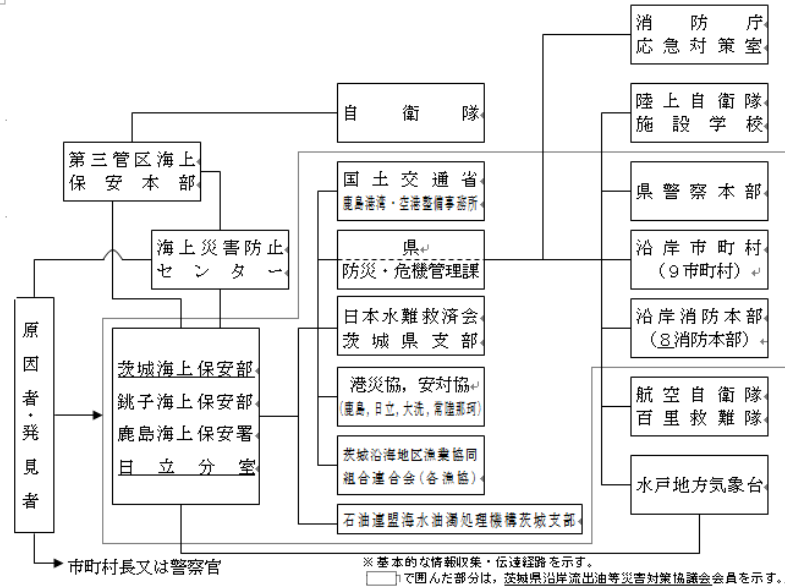 消防庁
応急対策室
自衛隊
陸上自衛隊
施設学校
第三管区海上
保安本部
国土交通省
鹿島港湾・空港整備事務所
県警察本部
海上災害防止
センター
県
防災・危機管理課
沿岸市町村
(9市町村)
原因者・発見者
日本水難救済会
茨城県支部
沿岸消防本部
(8消防本部)
茨城海上保安部
銚子海上保安部
鹿島海上保安署
日立分室
港災協，安対協
(鹿島，日立，大洗，常陸那珂)
航空自衛隊
百里救難隊
茨城沿海地区漁業協同
組合連合会(各漁協)
水戸地方気象台
石油連盟海水油濁処理機構茨城支部
市町村長又は警察官
※基本的な情報収集・伝達経路を示す。
で囲んだ部分は，茨城県沿岸流出油等災害対策協議会会員を示す。